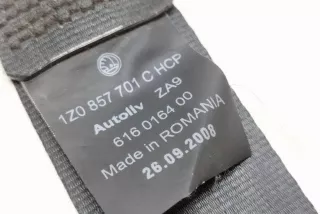 1Z0 857 701 C HCP
Autoliv ZA9
616 0164 00
Made in ROMANIA
26.09.2008